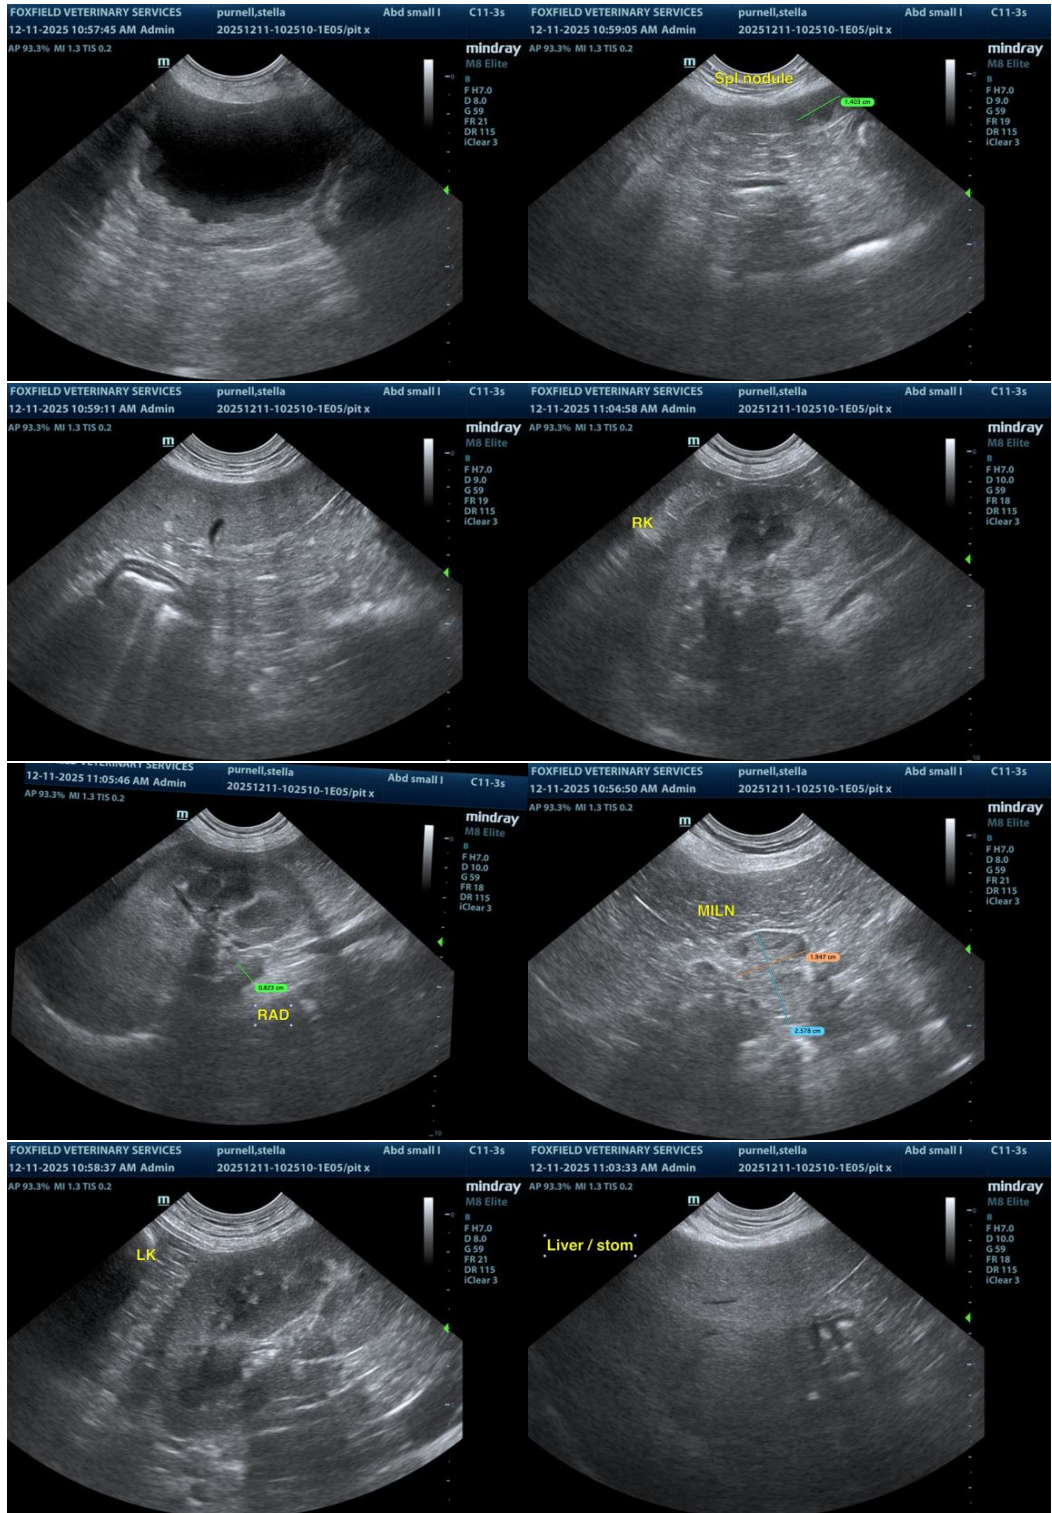 FOXFIELD VETERINARY SERVICES purnell,stella Abd small I C11-3s
12-11-2025 10:57:45 AM Admin 20251211-102510-1E05/pit x
AP 93.3% MI 1.3 TIS 0.2
mindray
M8 Elite
m
B
F H7.0
D 8.0
G 59
FR 21
DR 115
iClear 3
FOXFIELD VETERINARY SERVICES purnell,stella Abd small I C11-3s
12-11-2025 10:59:05 AM Admin 20251211-102510-1E05/pit x
AP 93.3% MI 1.3 TIS 0.2
mindray
M8 Elite
m
Spl nodule
1.403 cm
B
F H7.0
D 9.0
G 59
FR 19
DR 115
iClear 3
FOXFIELD VETERINARY SERVICES purnell,stella Abd small I C11-3s
12-11-2025 10:59:11 AM Admin 20251211-102510-1E05/pit x
AP 93.3% MI 1.3 TIS 0.2
mindray
M8 Elite
m
B
F H7.0
D 9.0
G 59
FR 19
DR 115
iClear 3
FOXFIELD VETERINARY SERVICES purnell,stella Abd small I C11-3s
12-11-2025 11:04:58 AM Admin 20251211-102510-1E05/pit x
AP 93.3% MI 1.3 TIS 0.2
mindray
M8 Elite
m
RK
B
F H7.0
D 10.0
G 59
FR 18
DR 115
iClear 3
10
VETERINARY SERVICES purnell,stella Abd small I C11-3s
12-11-2025 11:05:46 AM Admin 20251211-102510-1E05/pit x
AP 93.3% MI 1.3 TIS 0.2
mindray
M8 Elite
m
B
F H7.0
D 10.0
G 59
FR 18
DR 115
iClear 3
0.823 cm
RAD
10
FOXFIELD VETERINARY SERVICES purnell,stella Abd small I C11-3s
12-11-2025 10:56:50 AM Admin 20251211-102510-1E05/pit x
AP 93.3% MI 1.3 TIS 0.2
mindray
M8 Elite
m
B
F H7.0
D 8.0
G 59
FR 21
DR 115
iClear 3
MILN
1.947 cm
2.578 cm
FOXFIELD VETERINARY SERVICES purnell,stella Abd small I C11-3s
12-11-2025 10:58:37 AM Admin 20251211-102510-1E05/pit x
AP 93.3% MI 1.3 TIS 0.2
mindray
M8 Elite
m
LK
B
F H7.0
D 8.0
G 59
FR 21
DR 115
iClear 3
FOXFIELD VETERINARY SERVICES purnell,stella Abd small I C11-3s
12-11-2025 11:03:33 AM Admin 20251211-102510-1E05/pit x
AP 93.3% MI 1.3 TIS 0.2
mindray
M8 Elite
m
Liver / stom
B
F H7.0
D 10.0
G 59
FR 18
DR 115
iClear 3